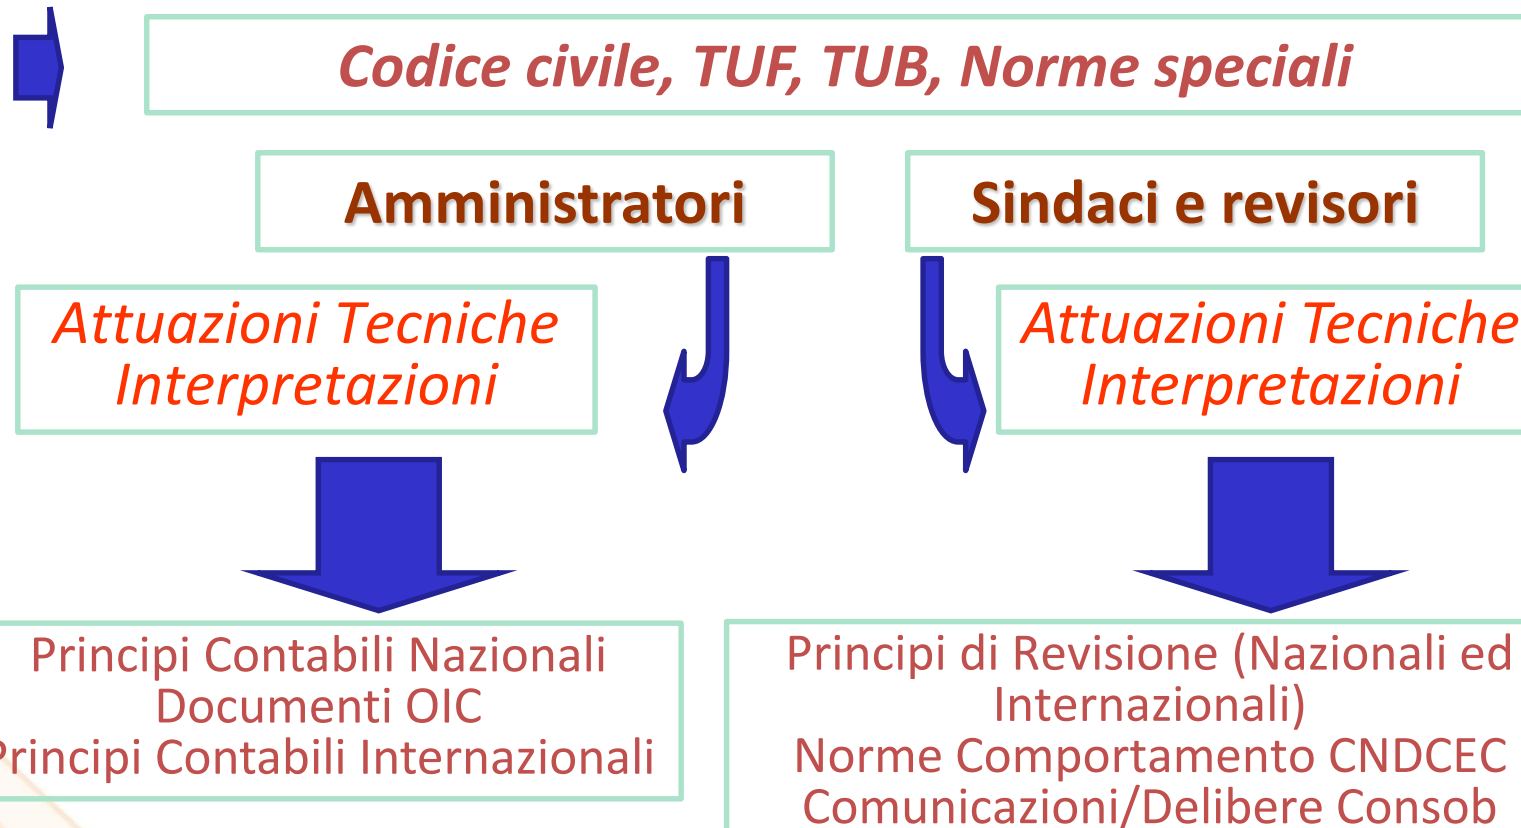 Codice civile, TUF, TUB, Norme speciali
Amministratori
Sindaci e revisori
Attuazioni Tecniche
Interpretazioni
Attuazioni Tecniche
Interpretazioni
Principi Contabili Nazionali
Documenti OIC
Principi Contabili Internazionali
Principi di Revisione (Nazionali ed
Internazionali)
Norme Comportamento CNDCEC
Comunicazioni/Delibere Consob